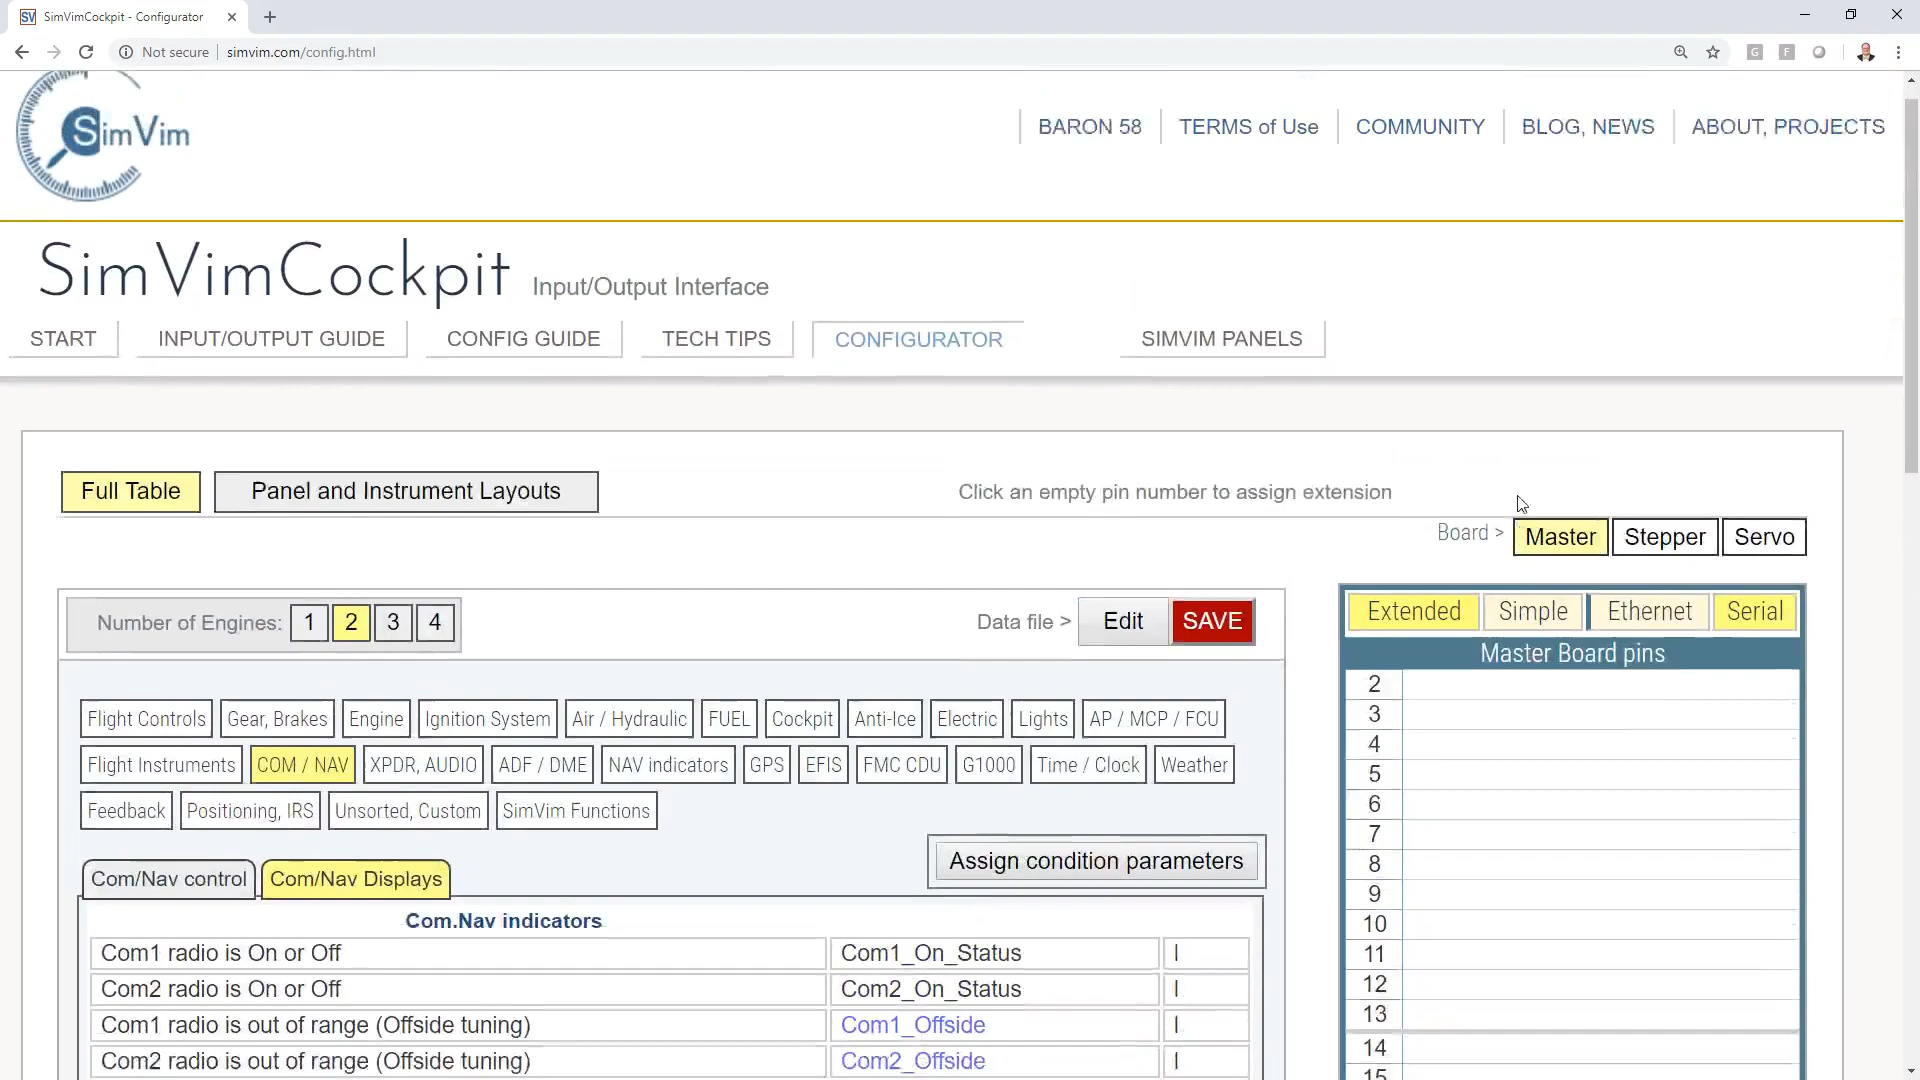 SimVimCockpit - Configurator
Not secure
simvim.com/config.html
SimVim
BARON 58
TERMS of Use
COMMUNITY
BLOG, NEWS
ABOUT, PROJECTS
SimVimCockpit Input/Output Interface
START
INPUT/OUTPUT GUIDE
CONFIG GUIDE
TECH TIPS
CONFIGURATOR
SIMVIM PANELS
Full Table
Panel and Instrument Layouts
Click an empty pin number to assign extension
Board > Master Stepper Servo
Number of Engines: 1 2 3 4
Data file > Edit SAVE
Extended Simple Ethernet Serial
Master Board pins
2
3
4
5
6
7
8
9
10
11
12
13
14
15
Flight Controls Gear, Brakes Engine Ignition System Air / Hydraulic FUEL Cockpit Anti-Ice Electric Lights AP / MCP / FCU
Flight Instruments COM / NAV XPDR, AUDIO ADF / DME NAV indicators GPS EFIS FMC CDU G1000 Time / Clock Weather
Feedback Positioning, IRS Unsorted, Custom SimVim Functions
Assign condition parameters
Com/Nav control Com/Nav Displays
Com.Nav indicators
Com1 radio is On or Off Com1_On_Status I
Com2 radio is On or Off Com2_On_Status I
Com1 radio is out of range (Offside tuning) Com1_Offside I
Com2 radio is out of range (Offside tuning) Com2_Offside I